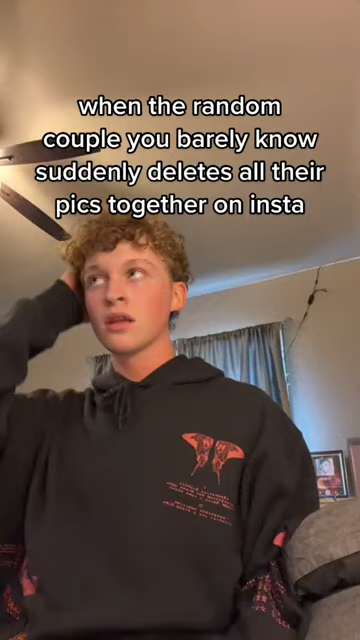 when the random
couple you barely know
suddenly deletes all their
pics together on insta